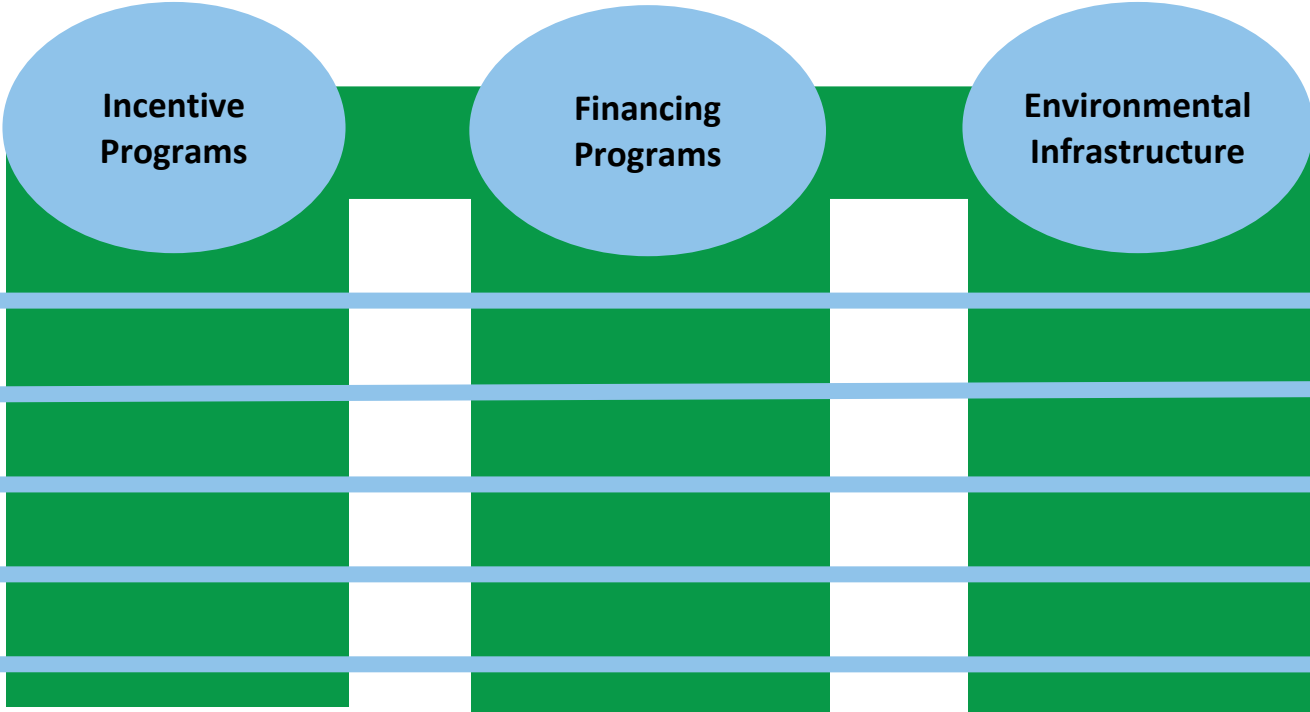 Incentive
Programs
Financing
Programs
Environmental
Infrastructure